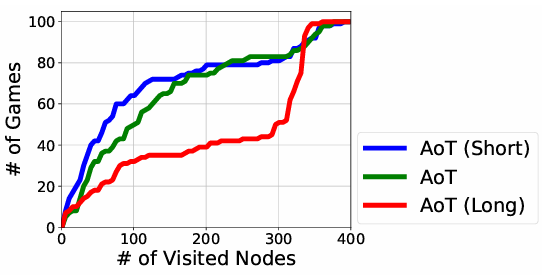 100
80
60
40
20
0
# of Games
0 100 200 300 400
# of Visited Nodes
AoT (Short)
AoT
AoT (Long)